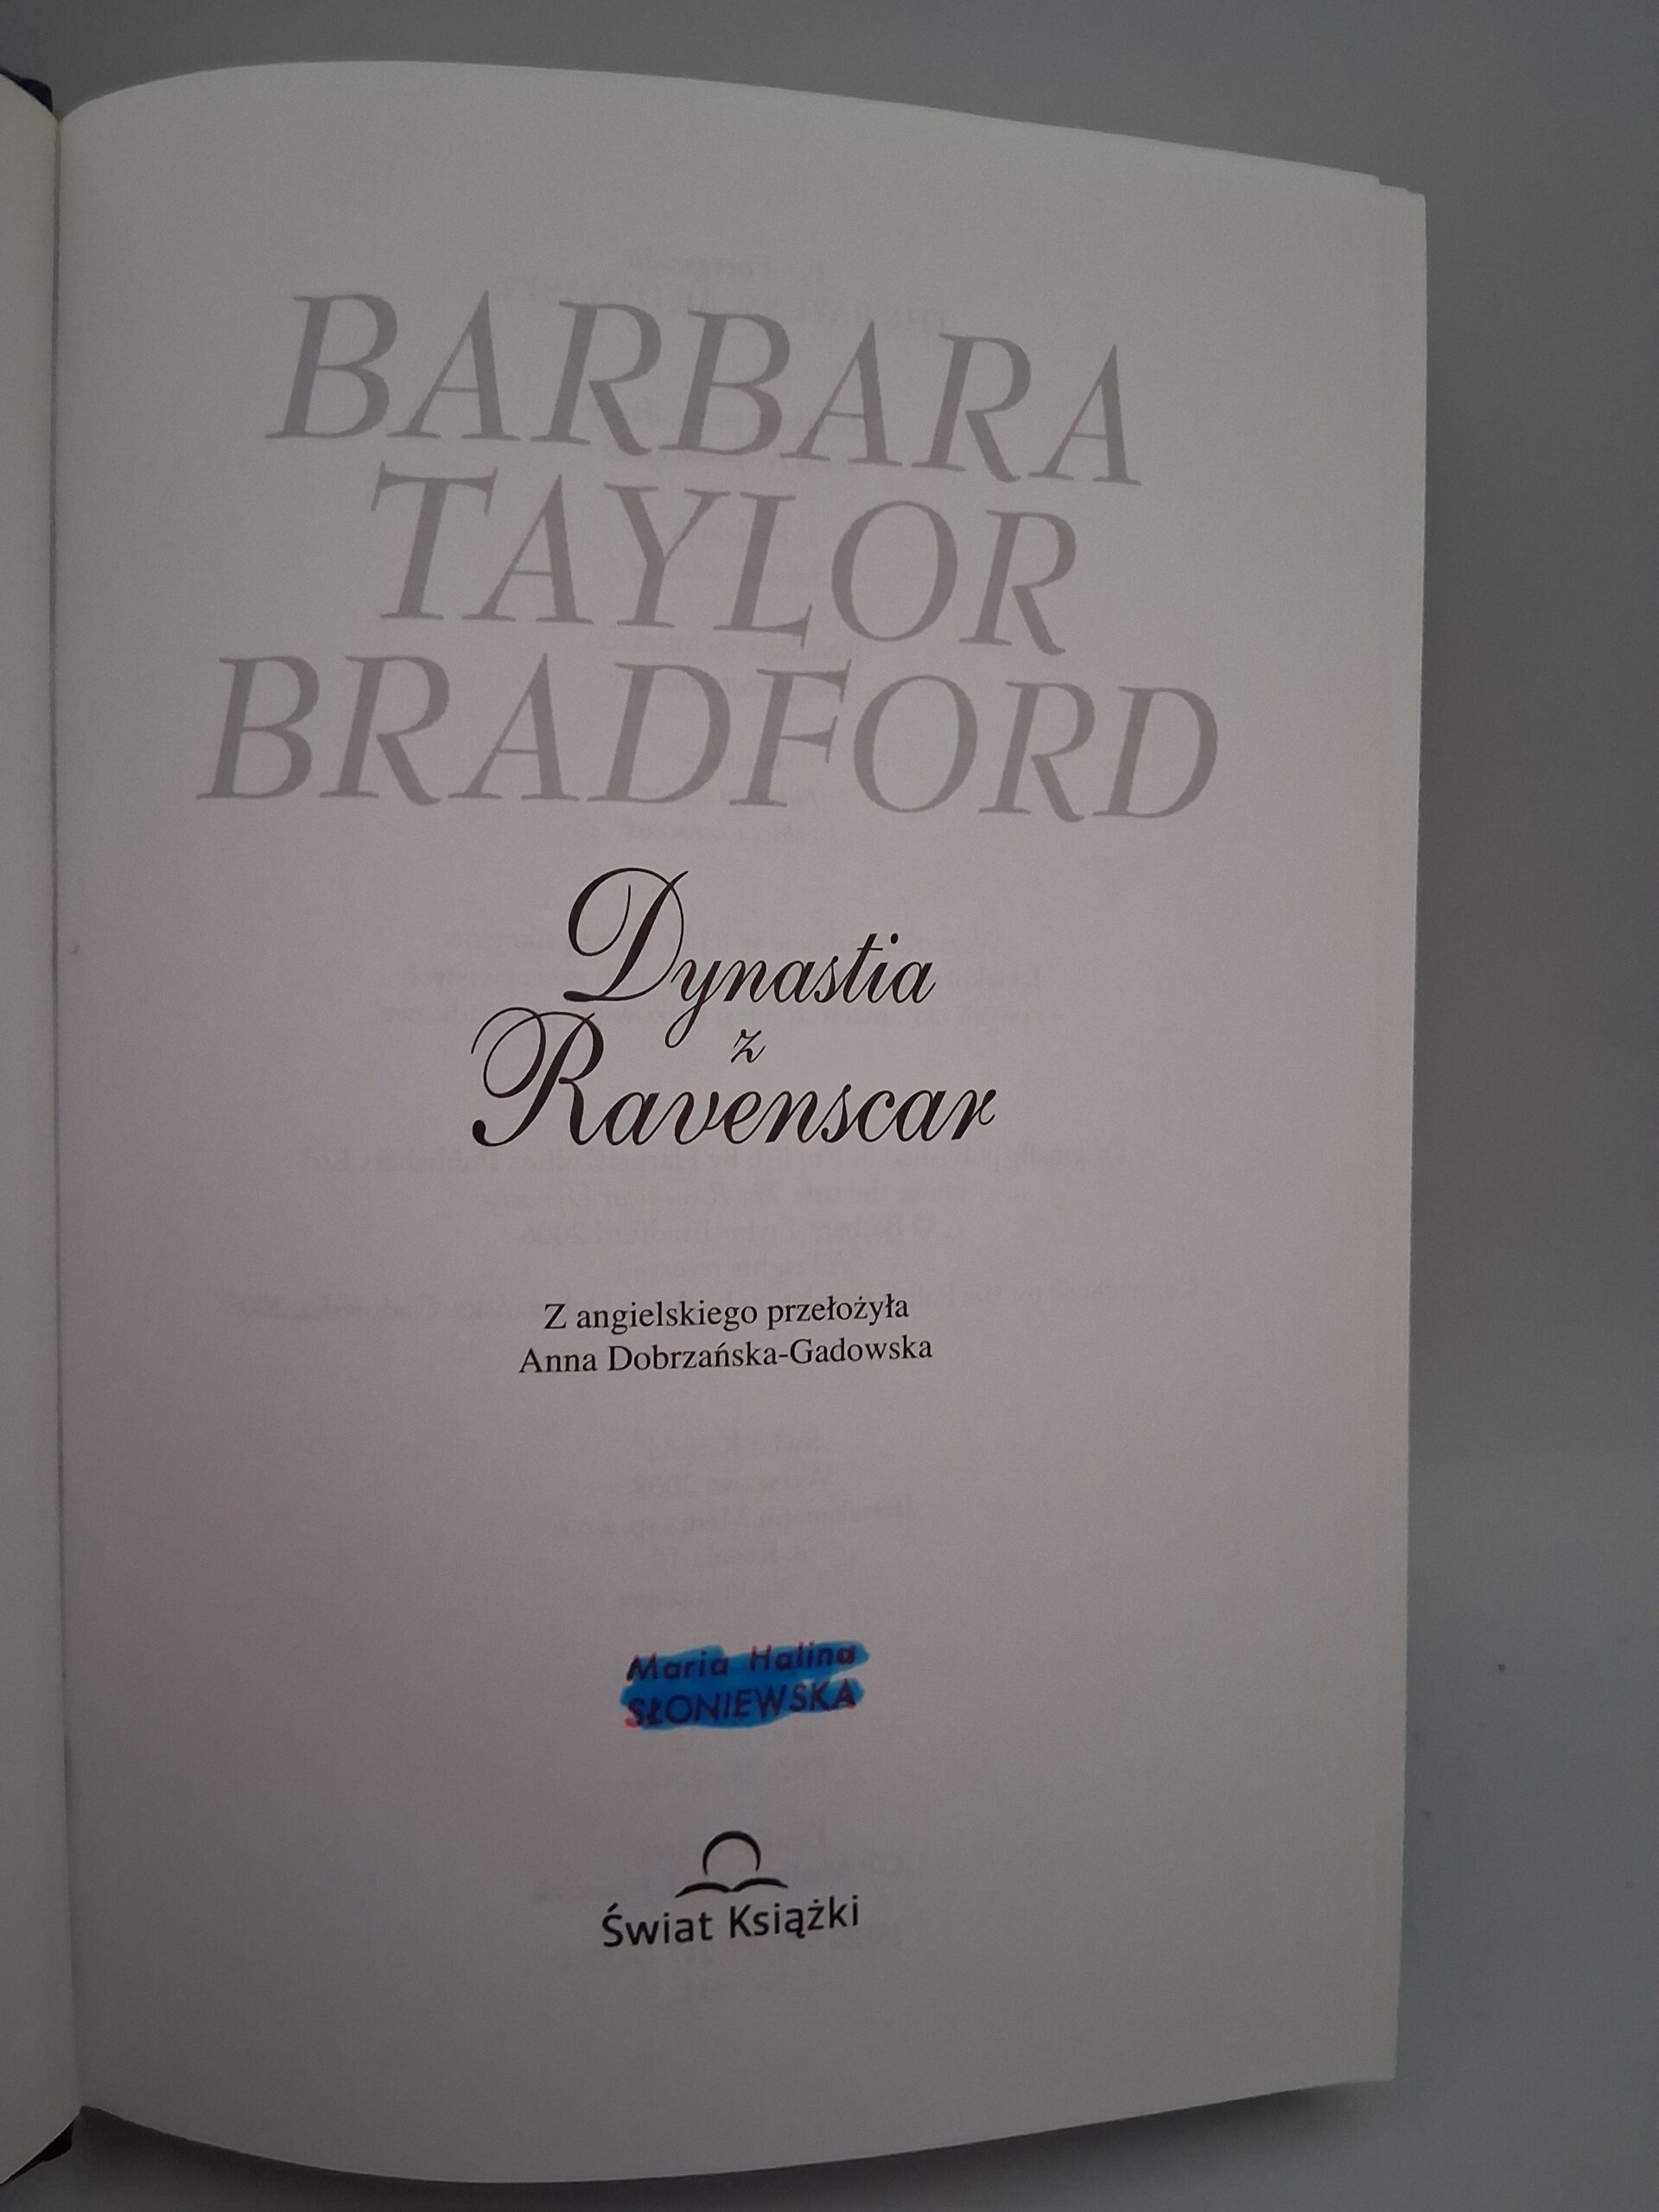 BARBARA
TAYLOR
BRADFORD
Dynastia
z
Ravenscar
Z angielskiego przełożyła
Anna Dobrzańska-Gadowska
Maria Halina
SŁONIEWSKA
Świat Książki